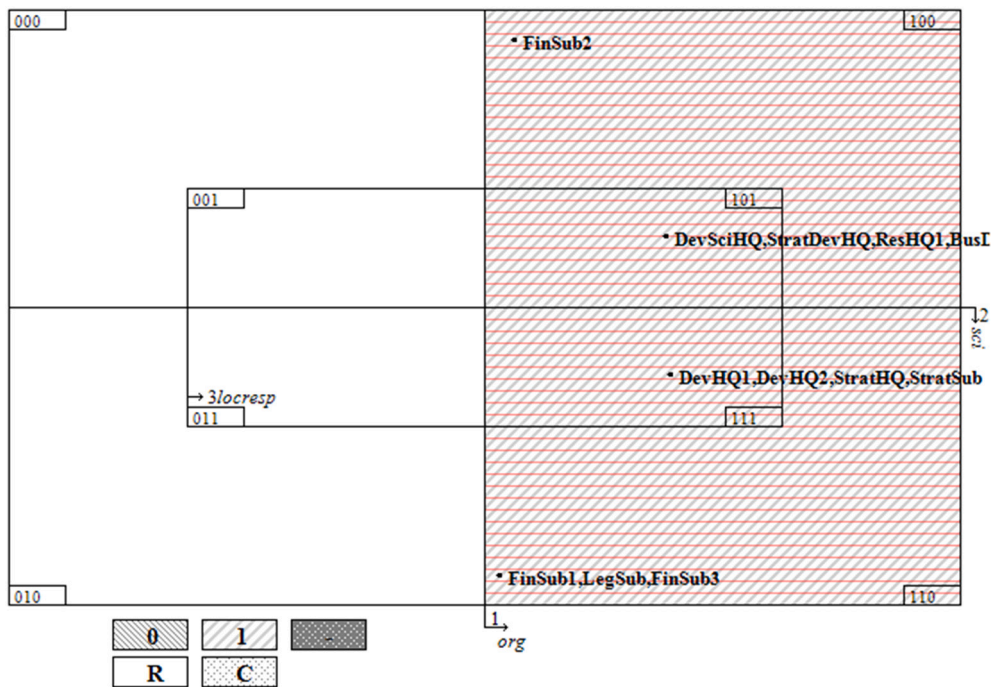 000
100
FinSub2
001
101
DevSciHQ,StratDevHQ,ResHQ1,Bus
2
sci
DevHQ1,DevHQ2,StratHQ,StratSub
3locresp
011
111
FinSub1,LegSub,FinSub3
010
110
1
org
0
1
-
R
C